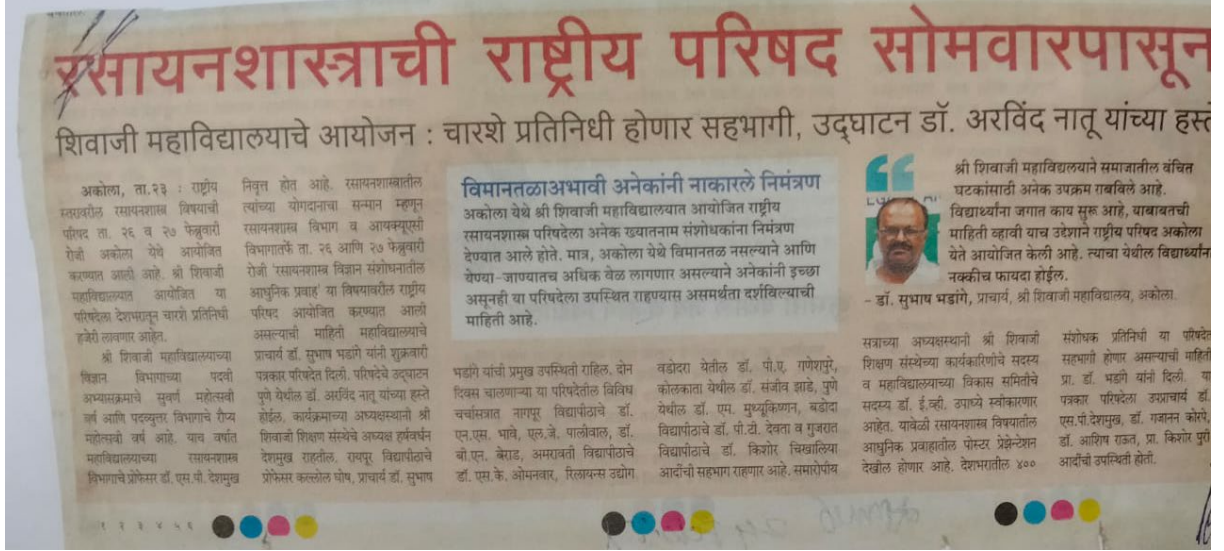 रसायनशास्त्राची राष्ट्रीय परिषद सोमवारपासून
शिवाजी महाविद्यालयाचे आयोजन : चारशे प्रतिनिधी होणार सहभागी, उद्‌घाटन डॉ. अरविंद नातू यांच्या हस्ते
अकोला, ता.२३ : राष्ट्रीय
स्तरावरील रसायनशास्त्र विषयाची
परिषद ता. २६ व २७ फेब्रुवारी
रोजी अकोला येथे आयोजित
करण्यात आली आहे. श्री शिवाजी
महाविद्यालयात आयोजित या
परिषदेला देशभरातून चारशे प्रतिनिधी
हजेरी लावणार आहेत.
श्री शिवाजी महाविद्यालयाच्या
विज्ञान विभागाच्या पदवी
अभ्यासक्रमाचे सुवर्ण महोत्सवी
वर्ष आणि पदव्युत्तर विभागाचे रौप्य
महोत्सवी वर्ष आहे. याच वर्षात
महाविद्यालयाच्या रसायनशास्त्र
विभागाचे प्रोफेसर डॉ. एस.पी. देशमुख
निवृत्त होत आहे. रसायनशास्त्रातील
त्यांच्या योगदानाचा सन्मान म्हणून
रसायनशास्त्र विभाग व आयक्यूएसी
विभागातर्फे ता. २६ आणि २७ फेब्रुवारी
रोजी 'रसायनशास्त्र विज्ञान संशोधनातील
आधुनिक प्रवाह' या विषयावरील राष्ट्रीय
परिषद आयोजित करण्यात आली
असल्याची माहिती महाविद्यालयाचे
प्राचार्य डॉ. सुभाष भडांगे यांनी शुक्रवारी
पत्रकार परिषदेत दिली. परिषदेचे उद्‌घाटन
पुणे येथील डॉ. अरविंद नातू यांच्या हस्ते
होईल. कार्यक्रमाच्या अध्यक्षस्थानी श्री
शिवाजी शिक्षण संस्थेचे अध्यक्ष हर्षवर्धन
देशमुख राहतील. रायपूर विद्यापीठाचे
प्रोफेसर कल्लोल घोष, प्राचार्य डॉ. सुभाष
विमानतळाअभावी अनेकांनी नाकारले निमंत्रण
अकोला येथे श्री शिवाजी महाविद्यालयात आयोजित राष्ट्रीय
रसायनशास्त्र परिषदेला अनेक ख्यातनाम संशोधकांना निमंत्रण
देण्यात आले होते. मात्र, अकोला येथे विमानतळ नसल्याने आणि
येण्या-जाण्यातच अधिक वेळ लागणार असल्याने अनेकांनी इच्छा
असूनही या परिषदेला उपस्थित राहण्यास असमर्थता दर्शविल्याची
माहिती आहे.
भडांगे यांची प्रमुख उपस्थिती राहिल. दोन
दिवस चालणाऱ्या या परिषदेतील विविध
चर्चासत्रात नागपूर विद्यापीठाचे डॉ.
एन.एस. भावे, एल.जे. पालीवाल, डॉ.
बी.एन. बेराड, अमरावती विद्यापीठाचे
डॉ. एस.के. ओमनवार, रिलायन्स उद्योग
वडोदरा येतील डॉ. पी.ए. गणेशपुरे,
कोलकाता येथील डॉ. संजीव झाडे, पुणे
येथील डॉ. एम. मुथ्यूकिष्णन, बडोदा
विद्यापीठाचे डॉ. पी.टी. देवता व गुजरात
विद्यापीठाचे डॉ. किशोर चिखालिया
आदींची सहभाग राहणार आहे. समारोपीय
श्री शिवाजी महाविद्यालयाने समाजातील वंचित
घटकांसाठी अनेक उपक्रम राबविले आहे.
विद्यार्थ्यांना जगात काय सुरू आहे, याबाबतची
माहिती व्हावी याच उद्देशाने राष्ट्रीय परिषद अकोला
येते आयोजित केली आहे. त्याचा येथील विद्यार्थ्यांना
नक्कीच फायदा होईल.
- डॉ. सुभाष भडांगे, प्राचार्य, श्री शिवाजी महाविद्यालय, अकोला.
सत्राच्या अध्यक्षस्थानी श्री शिवाजी
शिक्षण संस्थेच्या कार्यकारिणीचे सदस्य
व महाविद्यालयाच्या विकास समितीचे
सदस्य डॉ. ई.व्ही. उपाध्ये स्वीकारणार
आहेत. यावेळी रसायनशास्त्र विषयातील
आधुनिक प्रवाहातील पोस्टर प्रेझेन्टेशन
देखील होणार आहे. देशभरातील ४००
संशोधक प्रतिनिधी या परिषदेत
सहभागी होणार असल्याची माहिती
प्रा. डॉ. भडांगे यांनी दिली. या
पत्रकार परिषदेला उपप्राचार्य डॉ.
एस.पी.देशमुख, डॉ. गजानन कोरपे,
डॉ. आशिष राऊत, प्रा. किशोर पुरी
आदींची उपस्थिती होती.
१ २ ३ ४ ५ ६